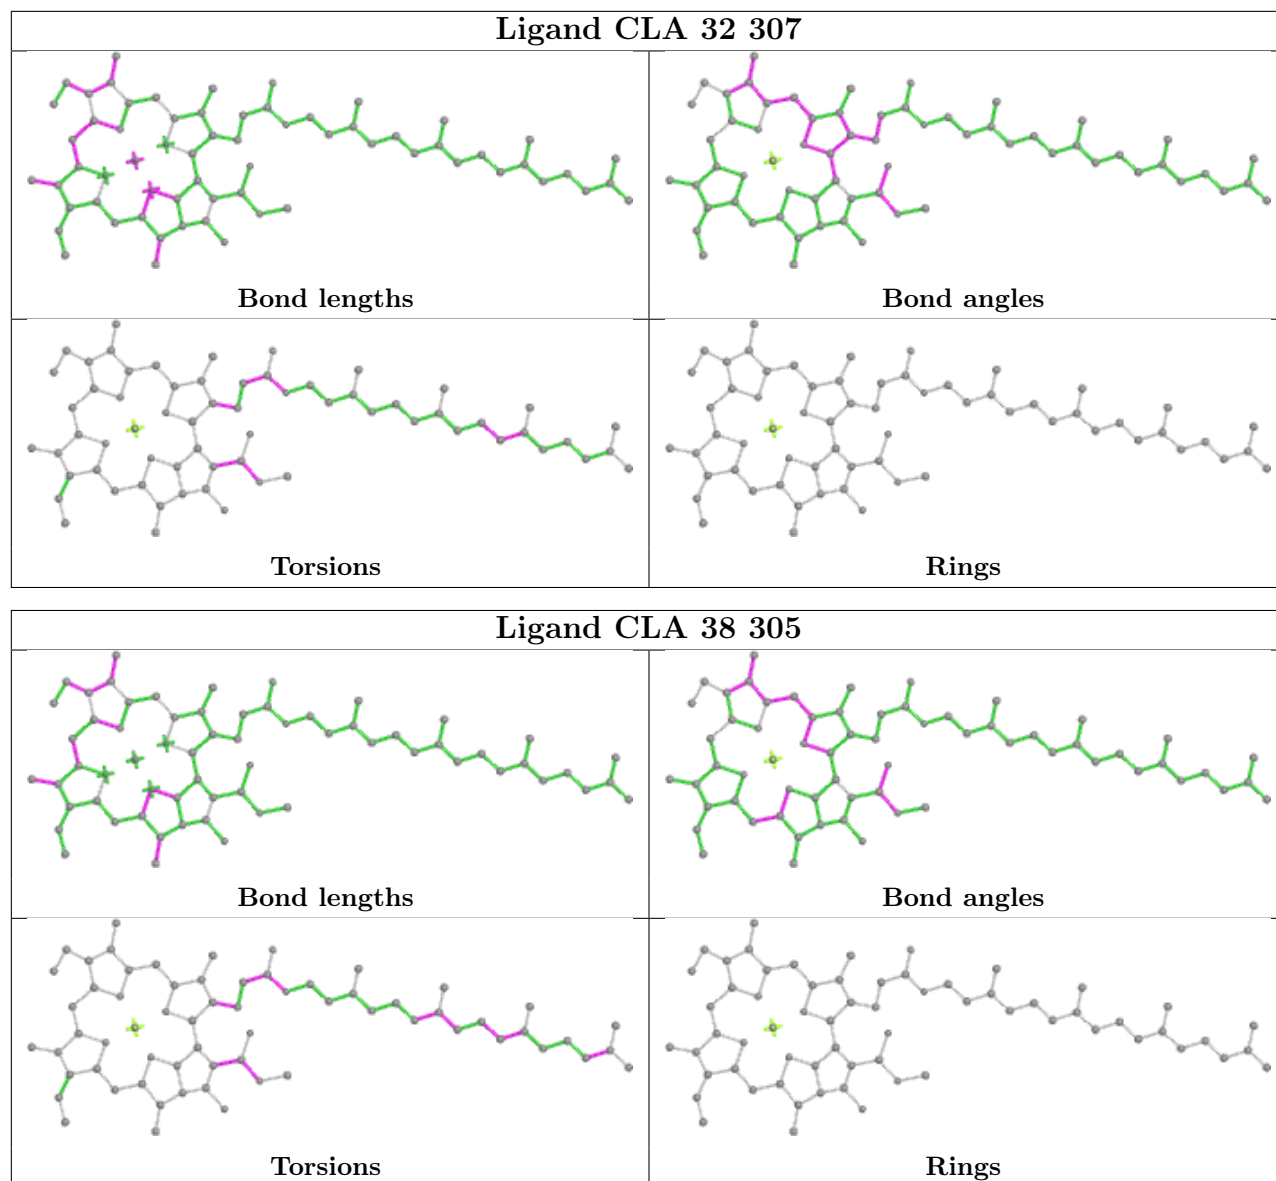 Ligand CLA 32 307
Bond lengths
Bond angles
Torsions
Rings
Ligand CLA 38 305
Bond lengths
Bond angles
Torsions
Rings